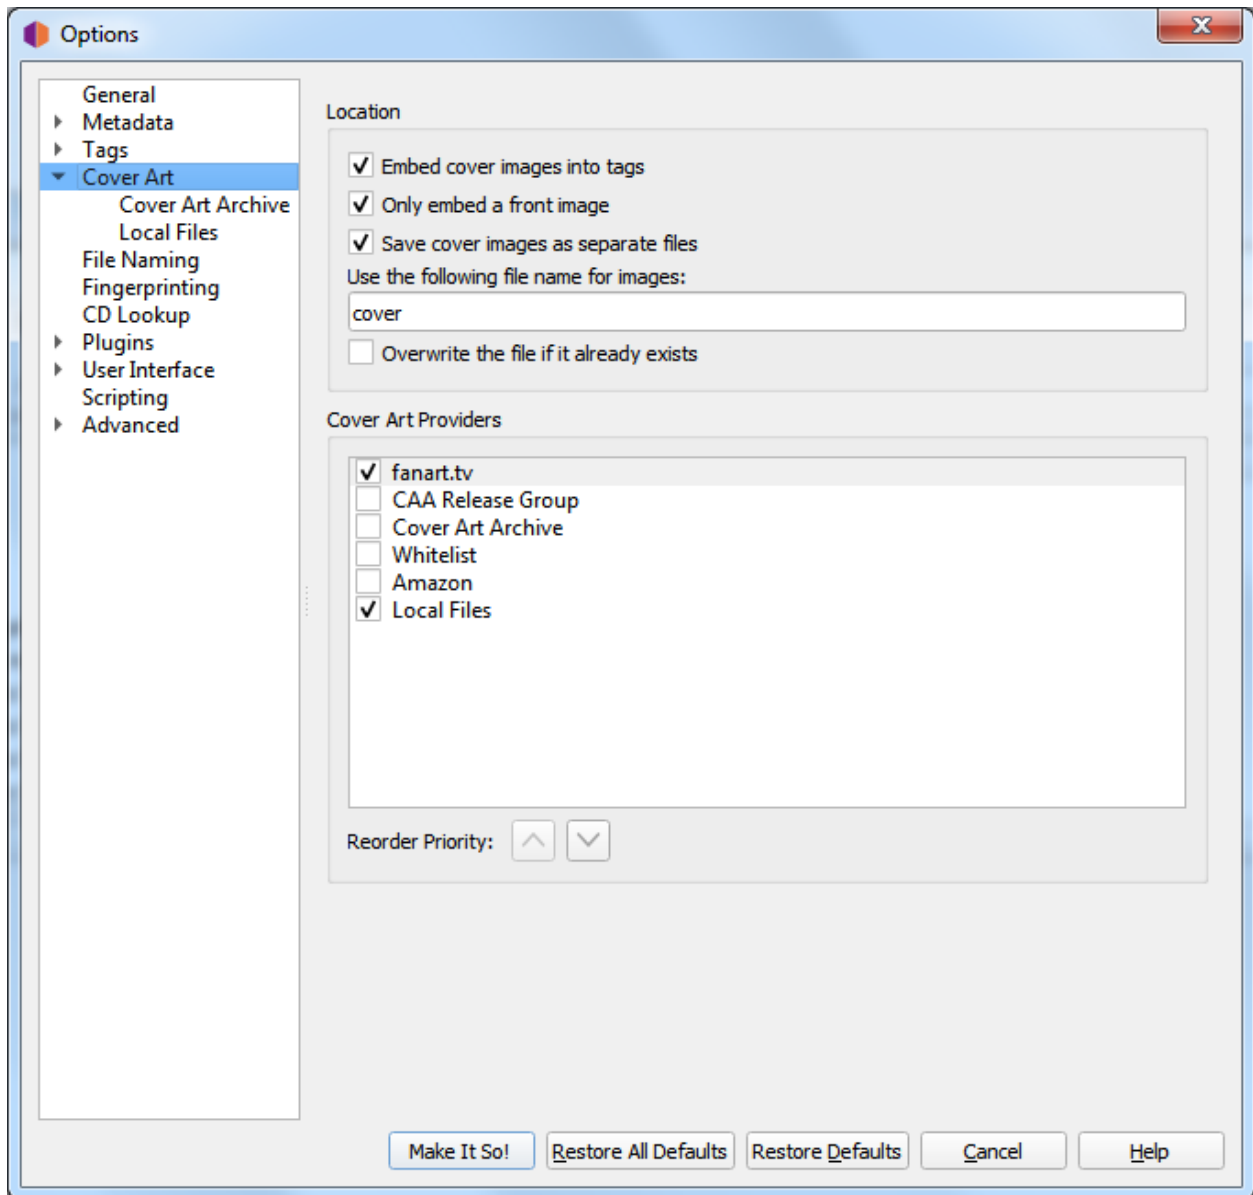 Options
General
Metadata
Tags
Cover Art
Cover Art Archive
Local Files
File Naming
Fingerprinting
CD Lookup
Plugins
User Interface
Scripting
Advanced
Location
Embed cover images into tags
Only embed a front image
Save cover images as separate files
Use the following file name for images:
cover
Overwrite the file if it already exists
Cover Art Providers
fanart.tv
CAA Release Group
Cover Art Archive
Whitelist
Amazon
Local Files
Reorder Priority:
Make It So! Restore All Defaults Restore Defaults Cancel Help